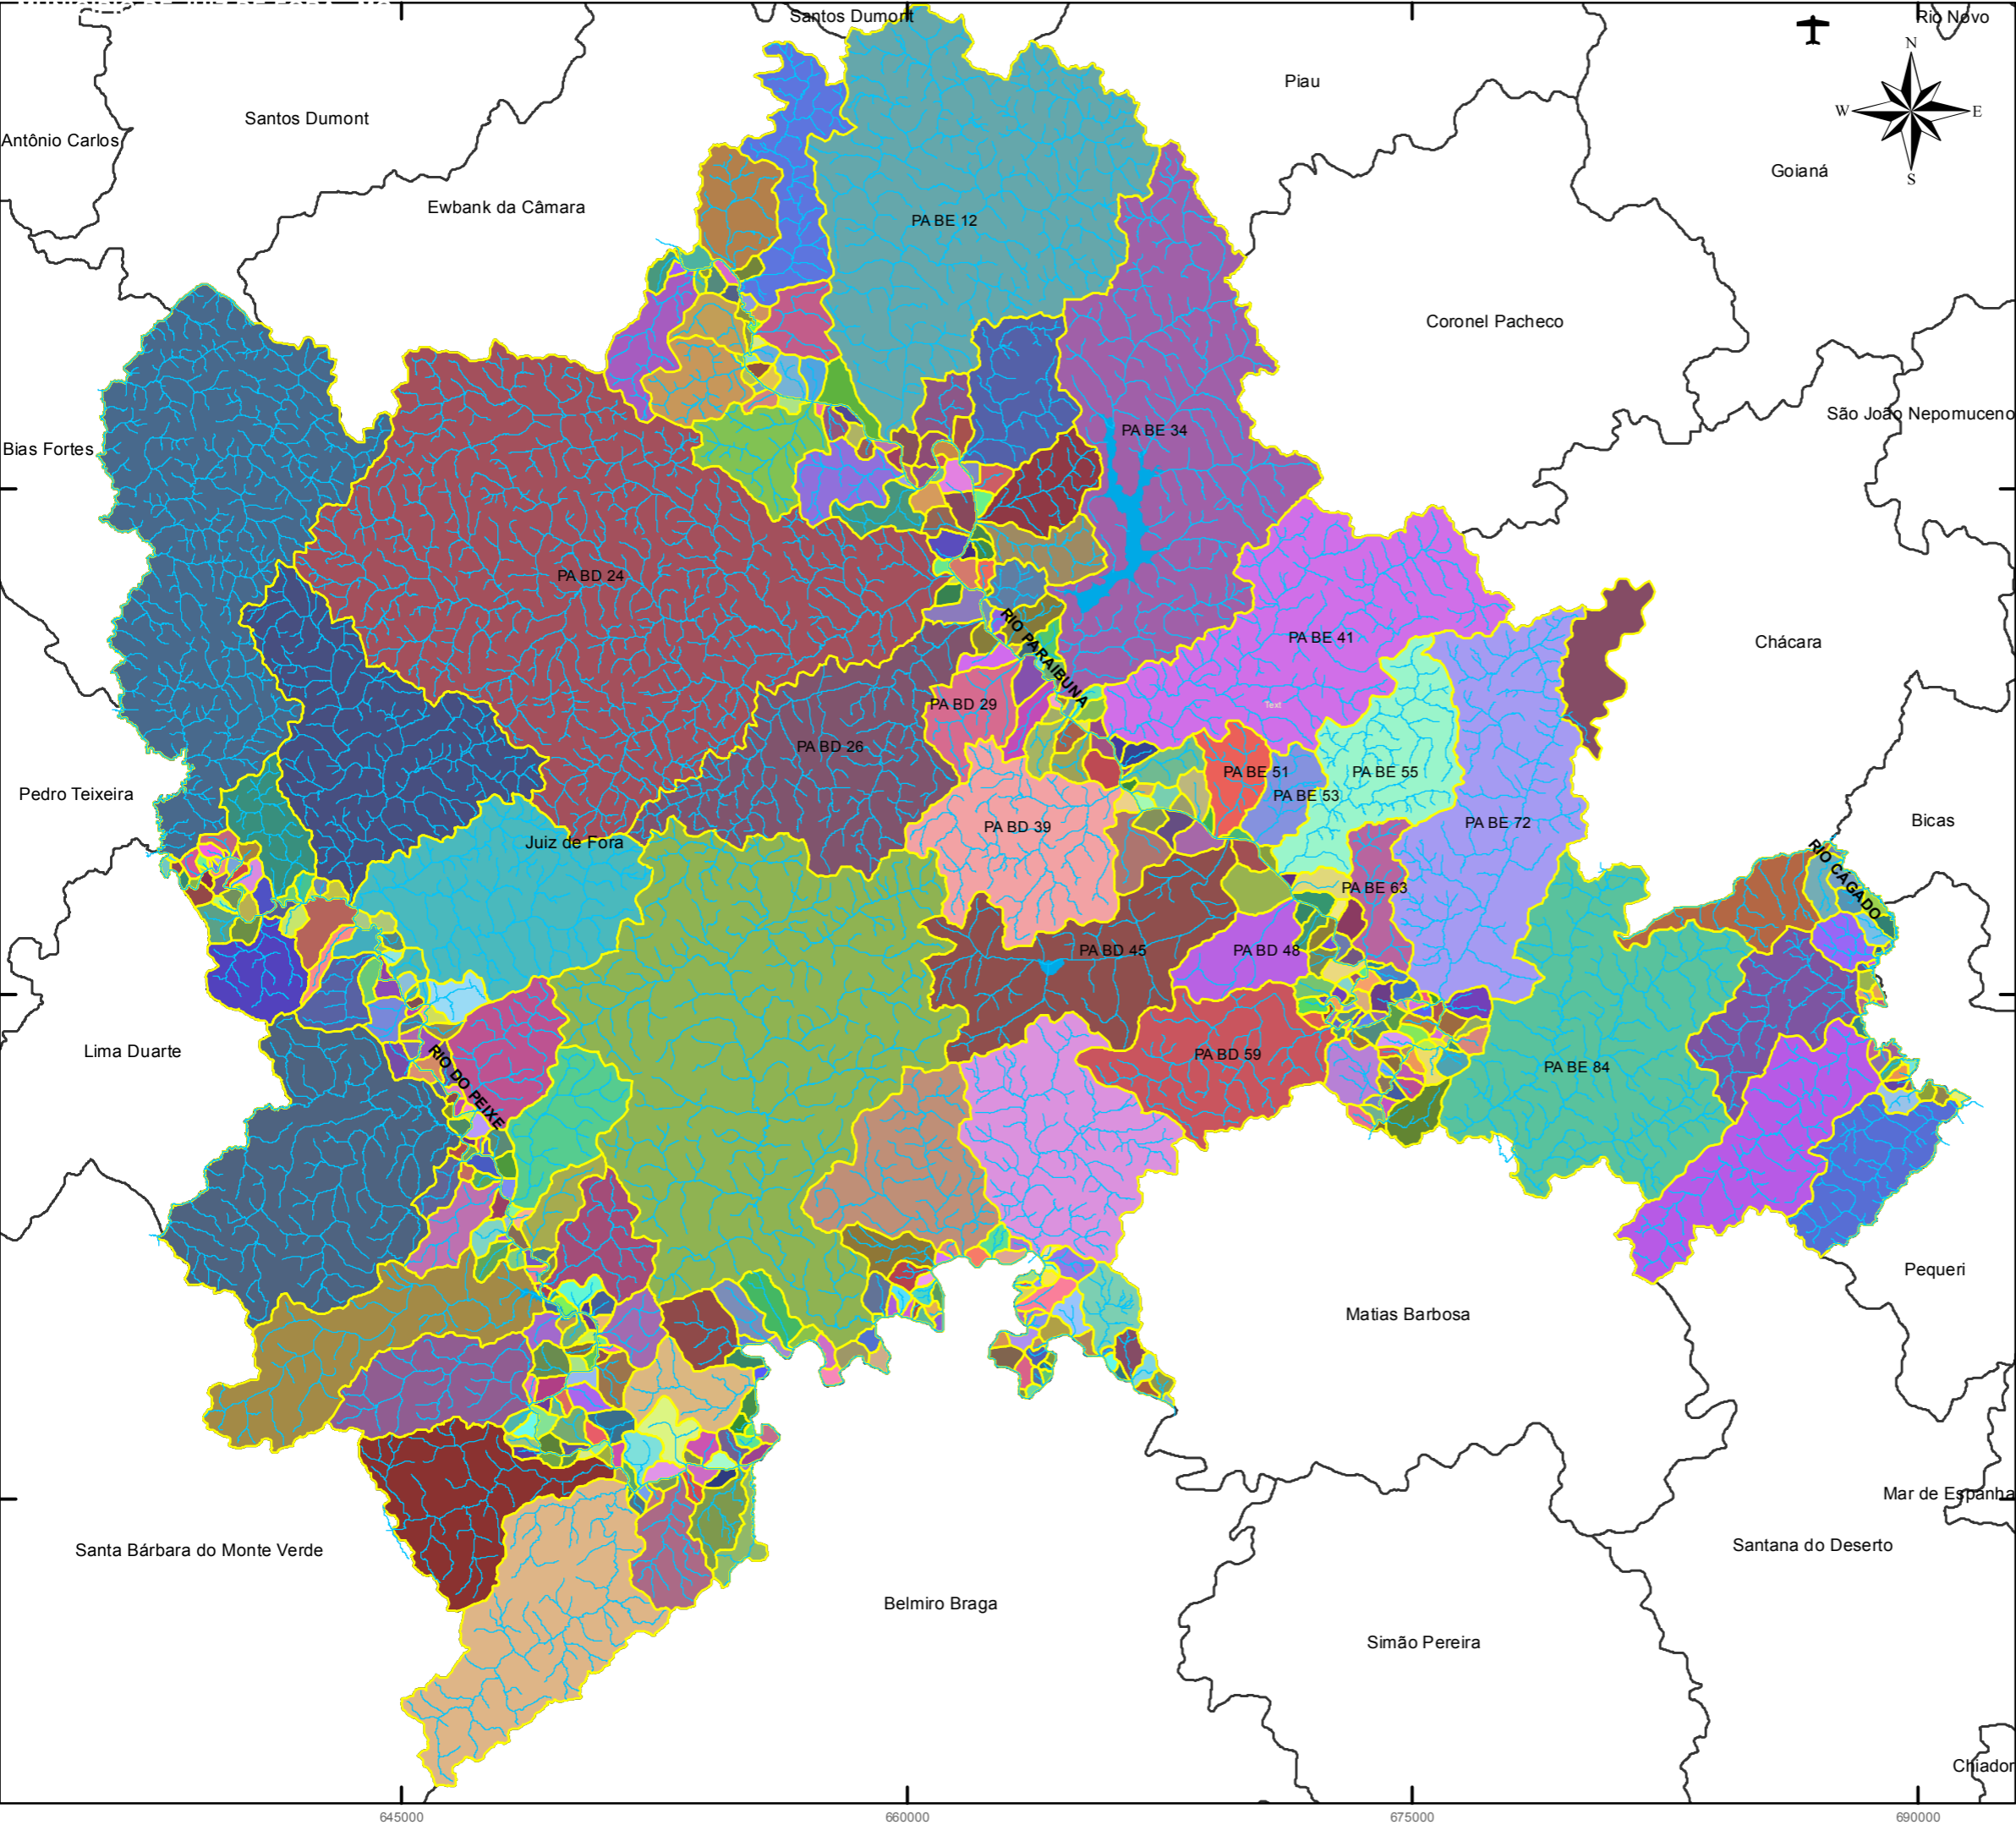 Santos Dumont
Rio Novo
N
Piau
W
E
Santos Dumont
Antônio Carlos
Goianá
S
Ewbank da Câmara
PA BE 12
Coronel Pacheco
São João Nepomuceno
PA BE 34
Bias Fortes
PA BD 24
RIO PARAIBUNA
PA BE 41
Chácara
PA BD 29
Text
PA BD 26
PA BE 51
PA BE 55
Pedro Teixeira
PA BE 53
Bicas
PA BE 72
PA BD 39
Juiz de Fora
RIO CAGADO
PA BE 63
PA BD 45
PA BD 48
Lima Duarte
PA BD 59
PA BE 84
RIO DO PEIXE
Pequeri
Matias Barbosa
Mar de Espanha
Santa Bárbara do Monte Verde
Santana do Deserto
Belmiro Braga
Simão Pereira
Chiador
645000
660000
675000
690000